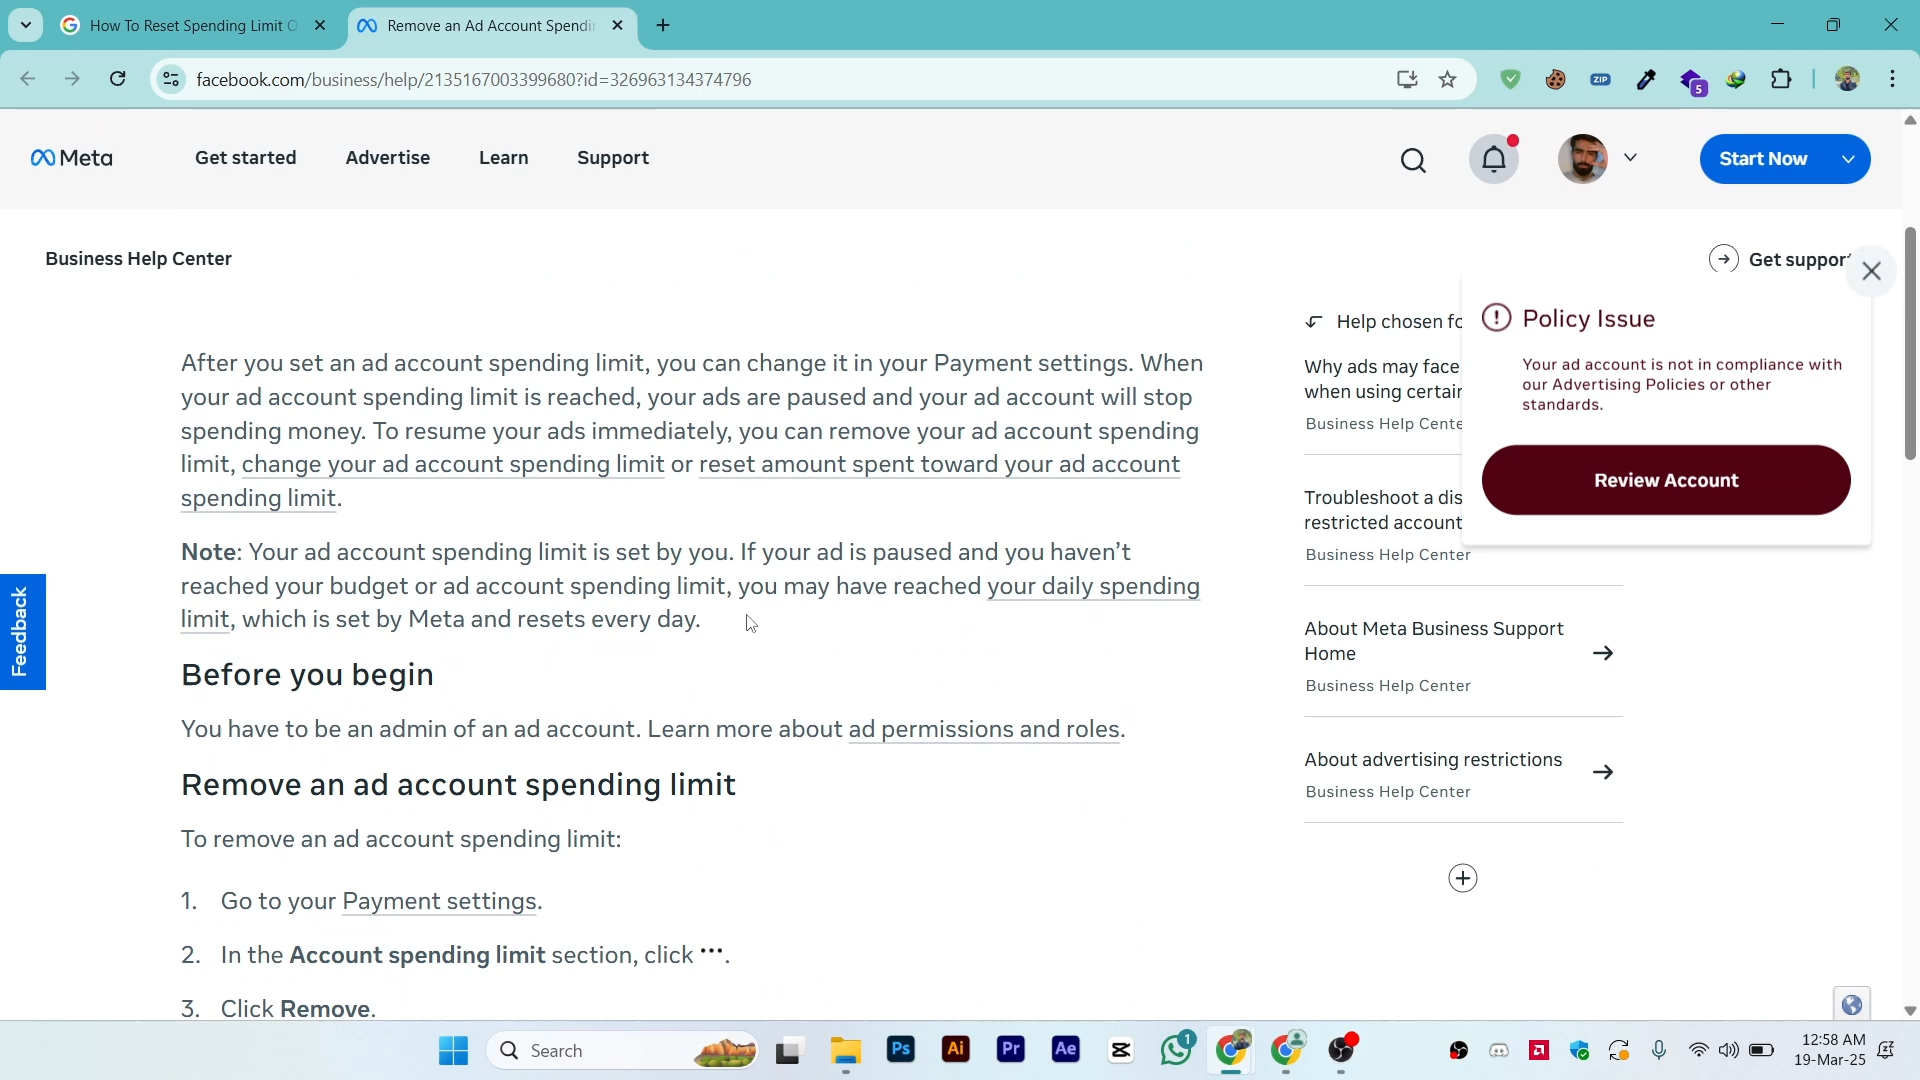 How To Reset Spending Limit O
Remove an Ad Account Spendin
facebook.com/business/help/2135167003399680?id=326963134374796
ZIP
5
Meta
Get started
Advertise
Learn
Support
Start Now
Business Help Center
Get support
After you set an ad account spending limit, you can change it in your Payment settings. When
your ad account spending limit is reached, your ads are paused and your ad account will stop
spending money. To resume your ads immediately, you can remove your ad account spending
limit, change your ad account spending limit or reset amount spent toward your ad account
spending limit.
Note: Your ad account spending limit is set by you. If your ad is paused and you haven't
reached your budget or ad account spending limit, you may have reached your daily spending
limit, which is set by Meta and resets every day.
Before you begin
You have to be an admin of an ad account. Learn more about ad permissions and roles.
Remove an ad account spending limit
To remove an ad account spending limit:
1. Go to your Payment settings.
2. In the Account spending limit section, click •••.
3. Click Remove.
Feedback
Help chosen fo
Why ads may face
when using certain
Business Help Cente
Troubleshoot a dis
restricted account
Business Help Center
About Meta Business Support
Home
Business Help Center
About advertising restrictions
Business Help Center
Policy Issue
Your ad account is not in compliance with
our Advertising Policies or other
standards.
Review Account
Search
Ps
Ai
Pr
Ae
1
12:58 AM
19-Mar-25